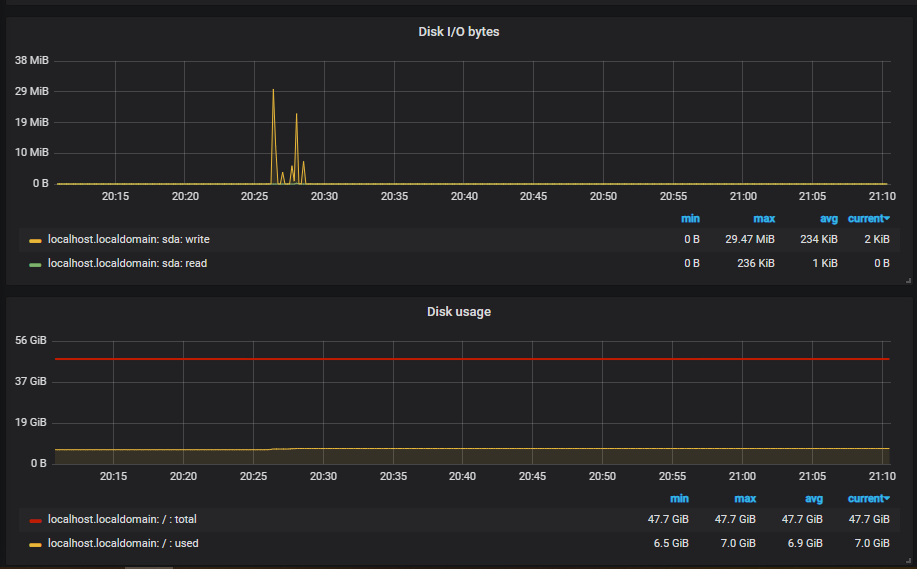 Disk I/O bytes
38 MiB
29 MiB
19 MiB
10 MiB
0 B
20:15 20:20 20:25 20:30 20:35 20:40 20:45 20:50 20:55 21:00 21:05 21:10
min max avg current
localhost.localdomain: sda: write 0 B 29.47 MiB 234 KiB 2 KiB
localhost.localdomain: sda: read 0 B 236 KiB 1 KiB 0 B
Disk usage
56 GiB
37 GiB
19 GiB
0 B
20:15 20:20 20:25 20:30 20:35 20:40 20:45 20:50 20:55 21:00 21:05 21:10
min max avg current
localhost.localdomain: / : total 47.7 GiB 47.7 GiB 47.7 GiB 47.7 GiB
localhost.localdomain: / : used 6.5 GiB 7.0 GiB 6.9 GiB 7.0 GiB